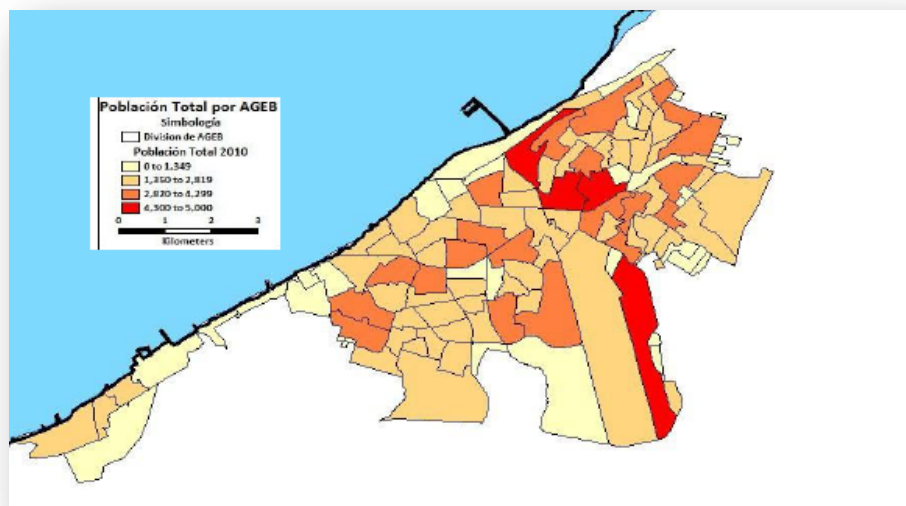 Población Total por AGEB
Simbología
Division de AGEB
Población Total 2010
0 to 1,349
1,350 to 2,819
2,820 to 4,299
4,300 to 5,000
0 1 2 3
Kilometers